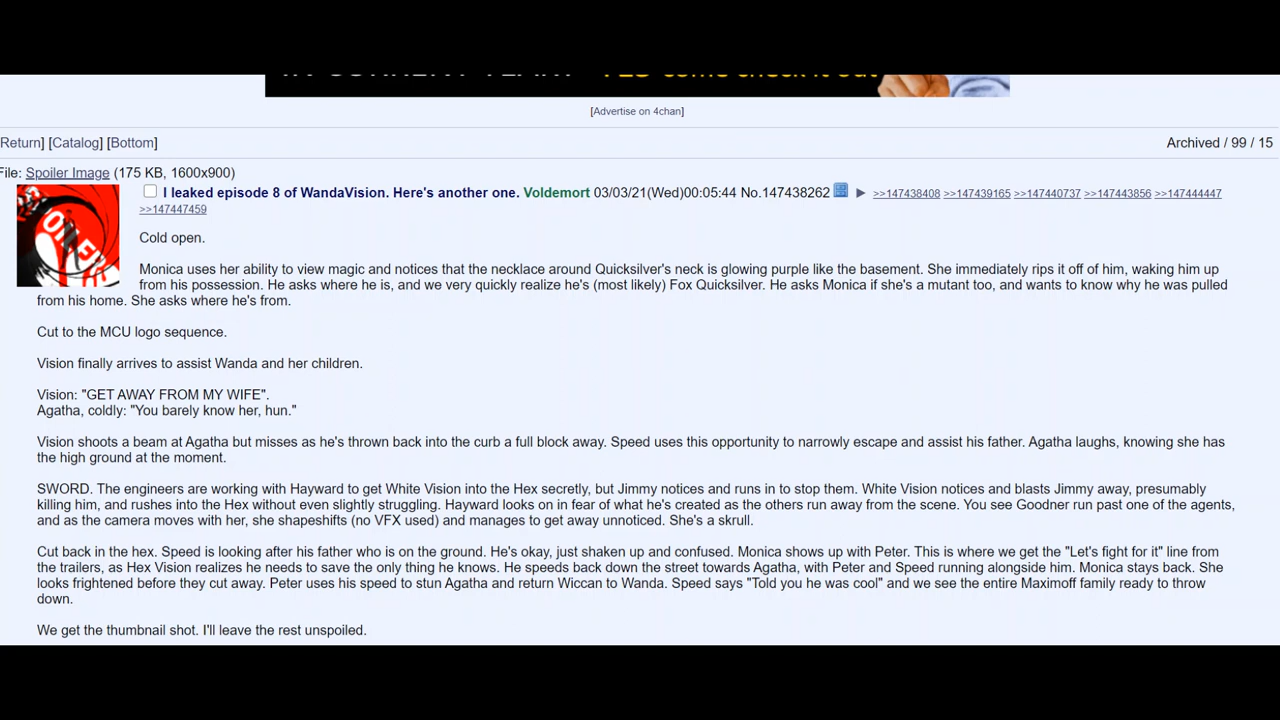 [Advertise on 4chan]
Return] [Catalog] [Bottom]
Archived / 99 / 15
File: Spoiler Image (175 KB, 1600x900)
I leaked episode 8 of WandaVision. Here's another one. Voldemort 03/03/21(Wed)00:05:44 No.147438262 ▶ >>147438408 >>147439165 >>147440737 >>147443856 >>147444447
>>147447459
Cold open.
Monica uses her ability to view magic and notices that the necklace around Quicksilver's neck is glowing purple like the basement. She immediately rips it off of him, waking him up
from his possession. He asks where he is, and we very quickly realize he's (most likely) Fox Quicksilver. He asks Monica if she's a mutant too, and wants to know why he was pulled
from his home. She asks where he's from.
Cut to the MCU logo sequence.
Vision finally arrives to assist Wanda and her children.
Vision: "GET AWAY FROM MY WIFE".
Agatha, coldly: "You barely know her, hun."
Vision shoots a beam at Agatha but misses as he's thrown back into the curb a full block away. Speed uses this opportunity to narrowly escape and assist his father. Agatha laughs, knowing she has
the high ground at the moment.
SWORD. The engineers are working with Hayward to get White Vision into the Hex secretly, but Jimmy notices and runs in to stop them. White Vision notices and blasts Jimmy away, presumably
killing him, and rushes into the Hex without even slightly struggling. Hayward looks on in fear of what he's created as the others run away from the scene. You see Goodner run past one of the agents,
and as the camera moves with her, she shapeshifts (no VFX used) and manages to get away unnoticed. She's a skrull.
Cut back in the hex. Speed is looking after his father who is on the ground. He's okay, just shaken up and confused. Monica shows up with Peter. This is where we get the "Let's fight for it" line from
the trailers, as Hex Vision realizes he needs to save the only thing he knows. He speeds back down the street towards Agatha, with Peter and Speed running alongside him. Monica stays back. She
looks frightened before they cut away. Peter uses his speed to stun Agatha and return Wiccan to Wanda. Speed says "Told you he was cool" and we see the entire Maximoff family ready to throw
down.
We get the thumbnail shot. I'll leave the rest unspoiled.